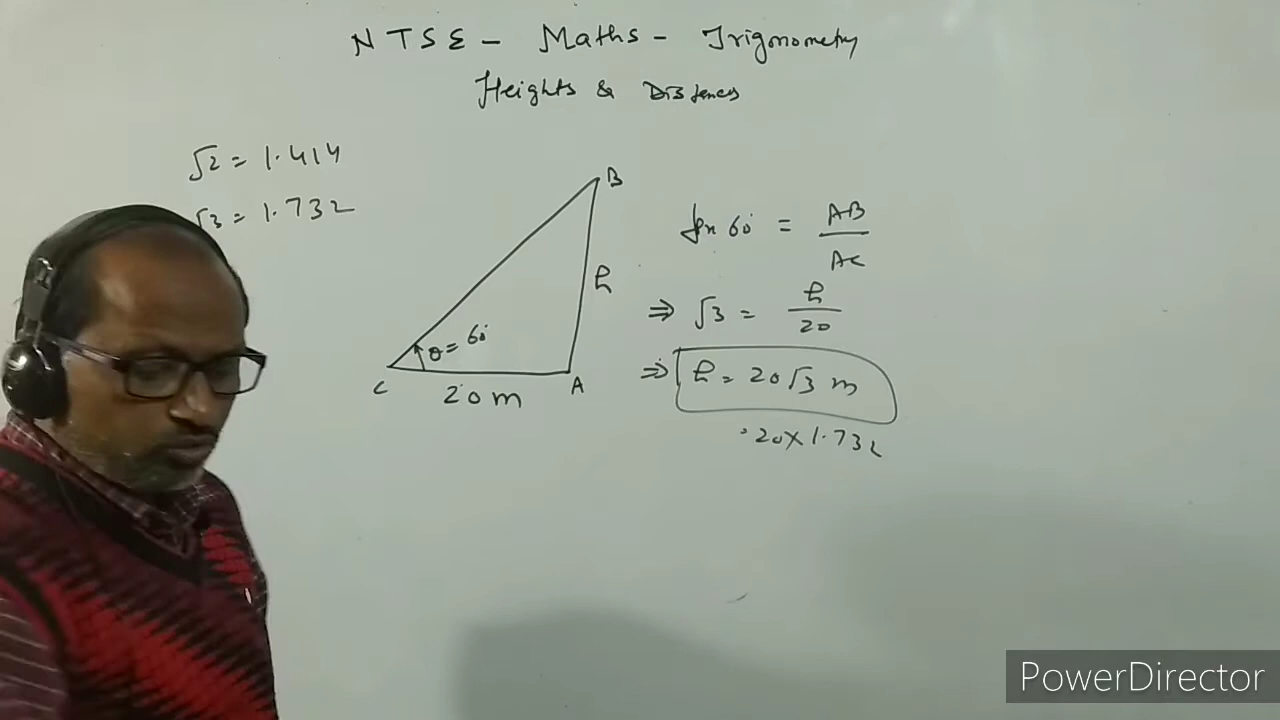 NTSE - Maths - Trigonometry
Heights & Distances
√2 = 1.414
√3 = 1.732
B
h
θ = 60°
C
20 m
A
tan 60° = AB/AC
⇒ √3 = h/20
⇒ h = 20√3 m
= 20 × 1.732
PowerDirector